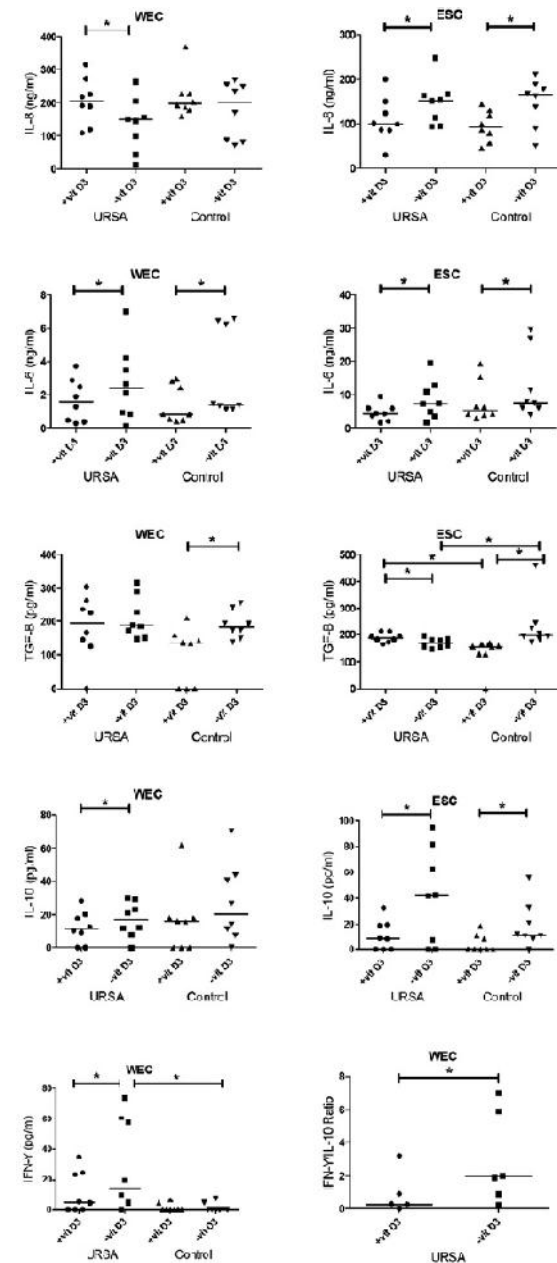 WEC
*
400
300
200
100
0
IL-8 (ng/ml)
+vit D3
-vit D3
+vit D3
-vit D3
URSA
Control
ESC
*
*
300
200
100
0
IL-8 (ng/ml)
+vit D3
-vit D3
+vit D3
-vit D3
URSA
Control
WEC
*
*
8
6
4
2
0
IL-6 (ng/ml)
+vit D3
-vit D3
+vit D3
-vit D3
URSA
Control
ESC
*
*
40
30
20
10
0
IL-6 (ng/ml)
+vit D3
-vit D3
+vit D3
-vit D3
URSA
Control
WEC
*
400
300
200
100
0
TGF-B (pg/ml)
+vit D3
-vit D3
+vit D3
-vit D3
URSA
Control
ESC
*
*
*
*
500
400
300
200
100
0
TGF-B (pg/ml)
+vit D3
-vit D3
+vit D3
-vit D3
URSA
Control
WEC
*
80
60
40
20
0
IL-10 (pg/ml)
+vit D3
-vit D3
+vit D3
-vit D3
URSA
Control
ESC
*
*
100
80
60
40
20
0
IL-10 (pg/ml)
+vit D3
-vit D3
+vit D3
-vit D3
URSA
Control
WEC
*
*
80
60
40
20
0
IFN-Y (pg/ml)
+vit D3
-vit D3
+vit D3
-vit D3
URSA
Control
WEC
*
8
6
4
2
0
FN-Y/IL-10 Ratio
+vit D3
-vit D3
URSA